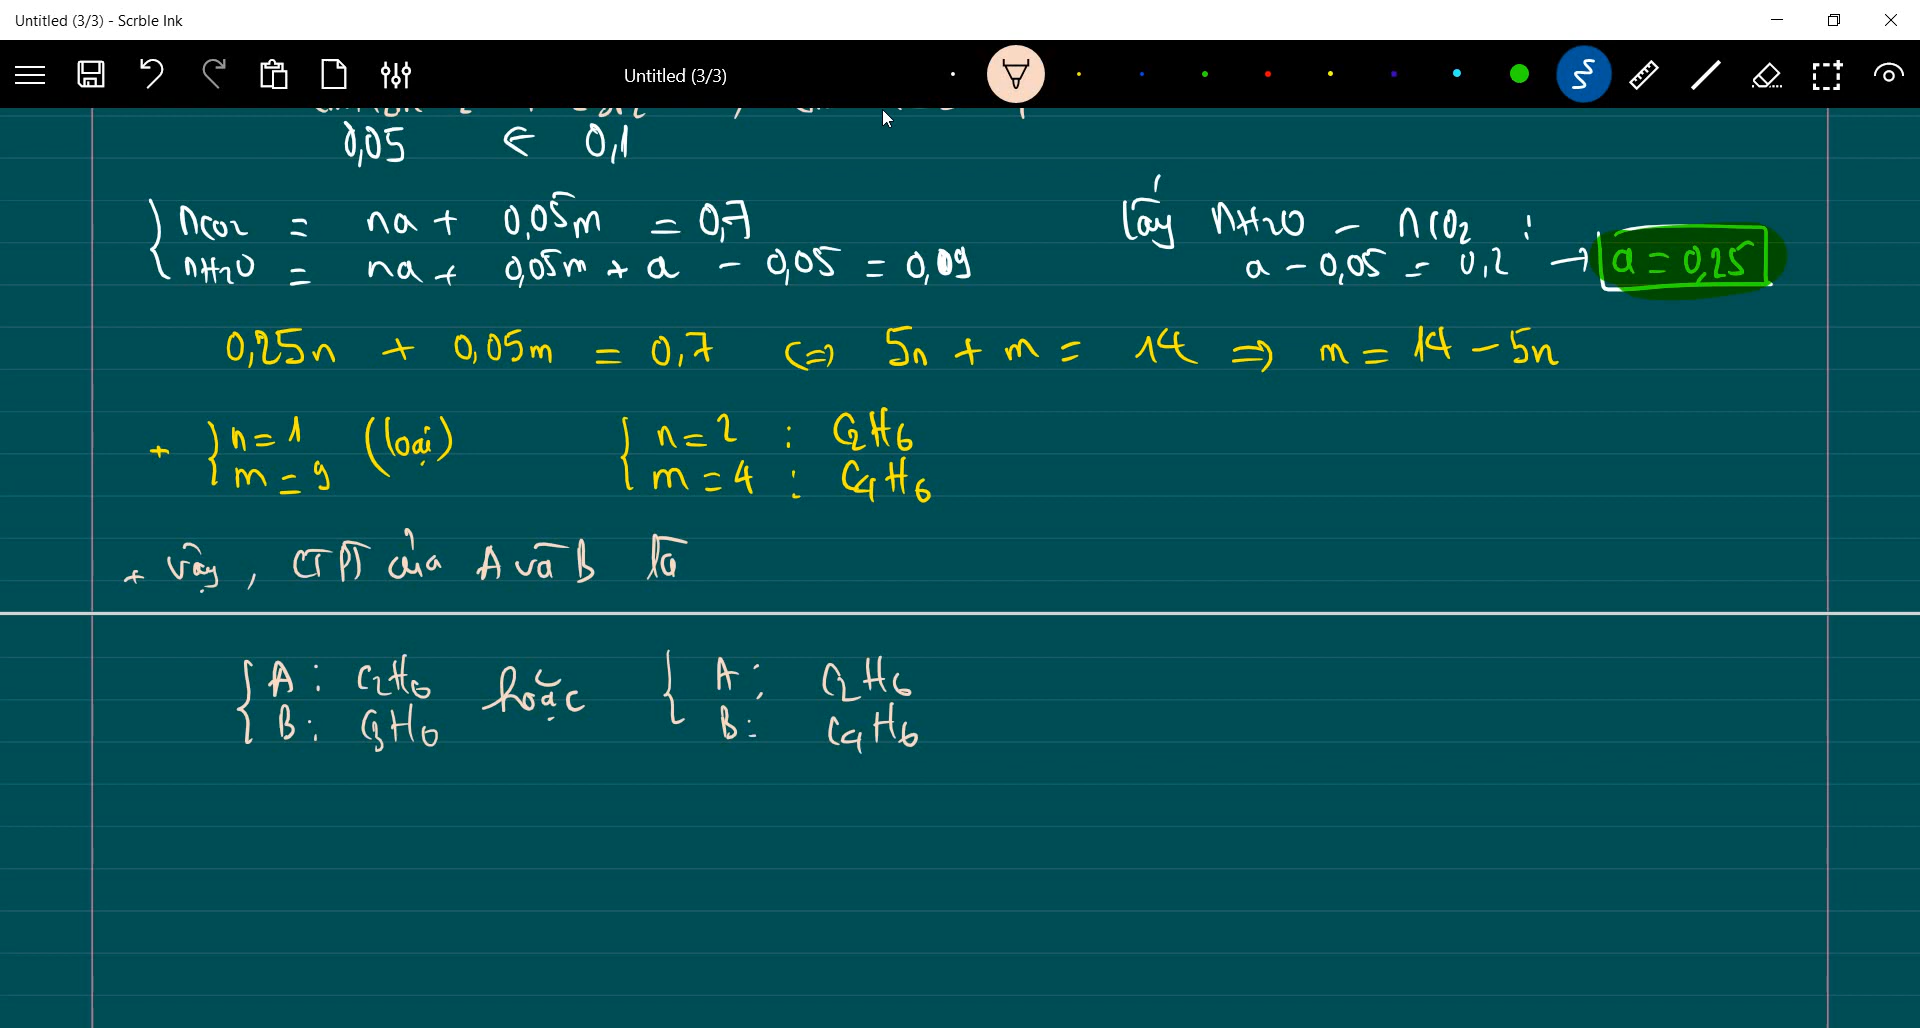 Untitled (3/3) - Scrble Ink
Untitled (3/3)
0,05 ← 0,1
nCO2 = na + 0,05m = 0,7
nH2O = na + 0,05m + a - 0,05 = 0,09
lấy nH2O - nCO2 :
a - 0,05 = 0,2 → a = 0,25
0,25n + 0,05m = 0,7 ⇔ 5n + m = 14 ⇒ m = 14 - 5n
+ { n = 1 (loại) { n = 2 : C2H6
m = 9 m = 4 : C4H6
+ vậy, CTPT của A và B là
{ A : C2H6 hoặc { A : C2H6
B : C3H6 B : C4H6